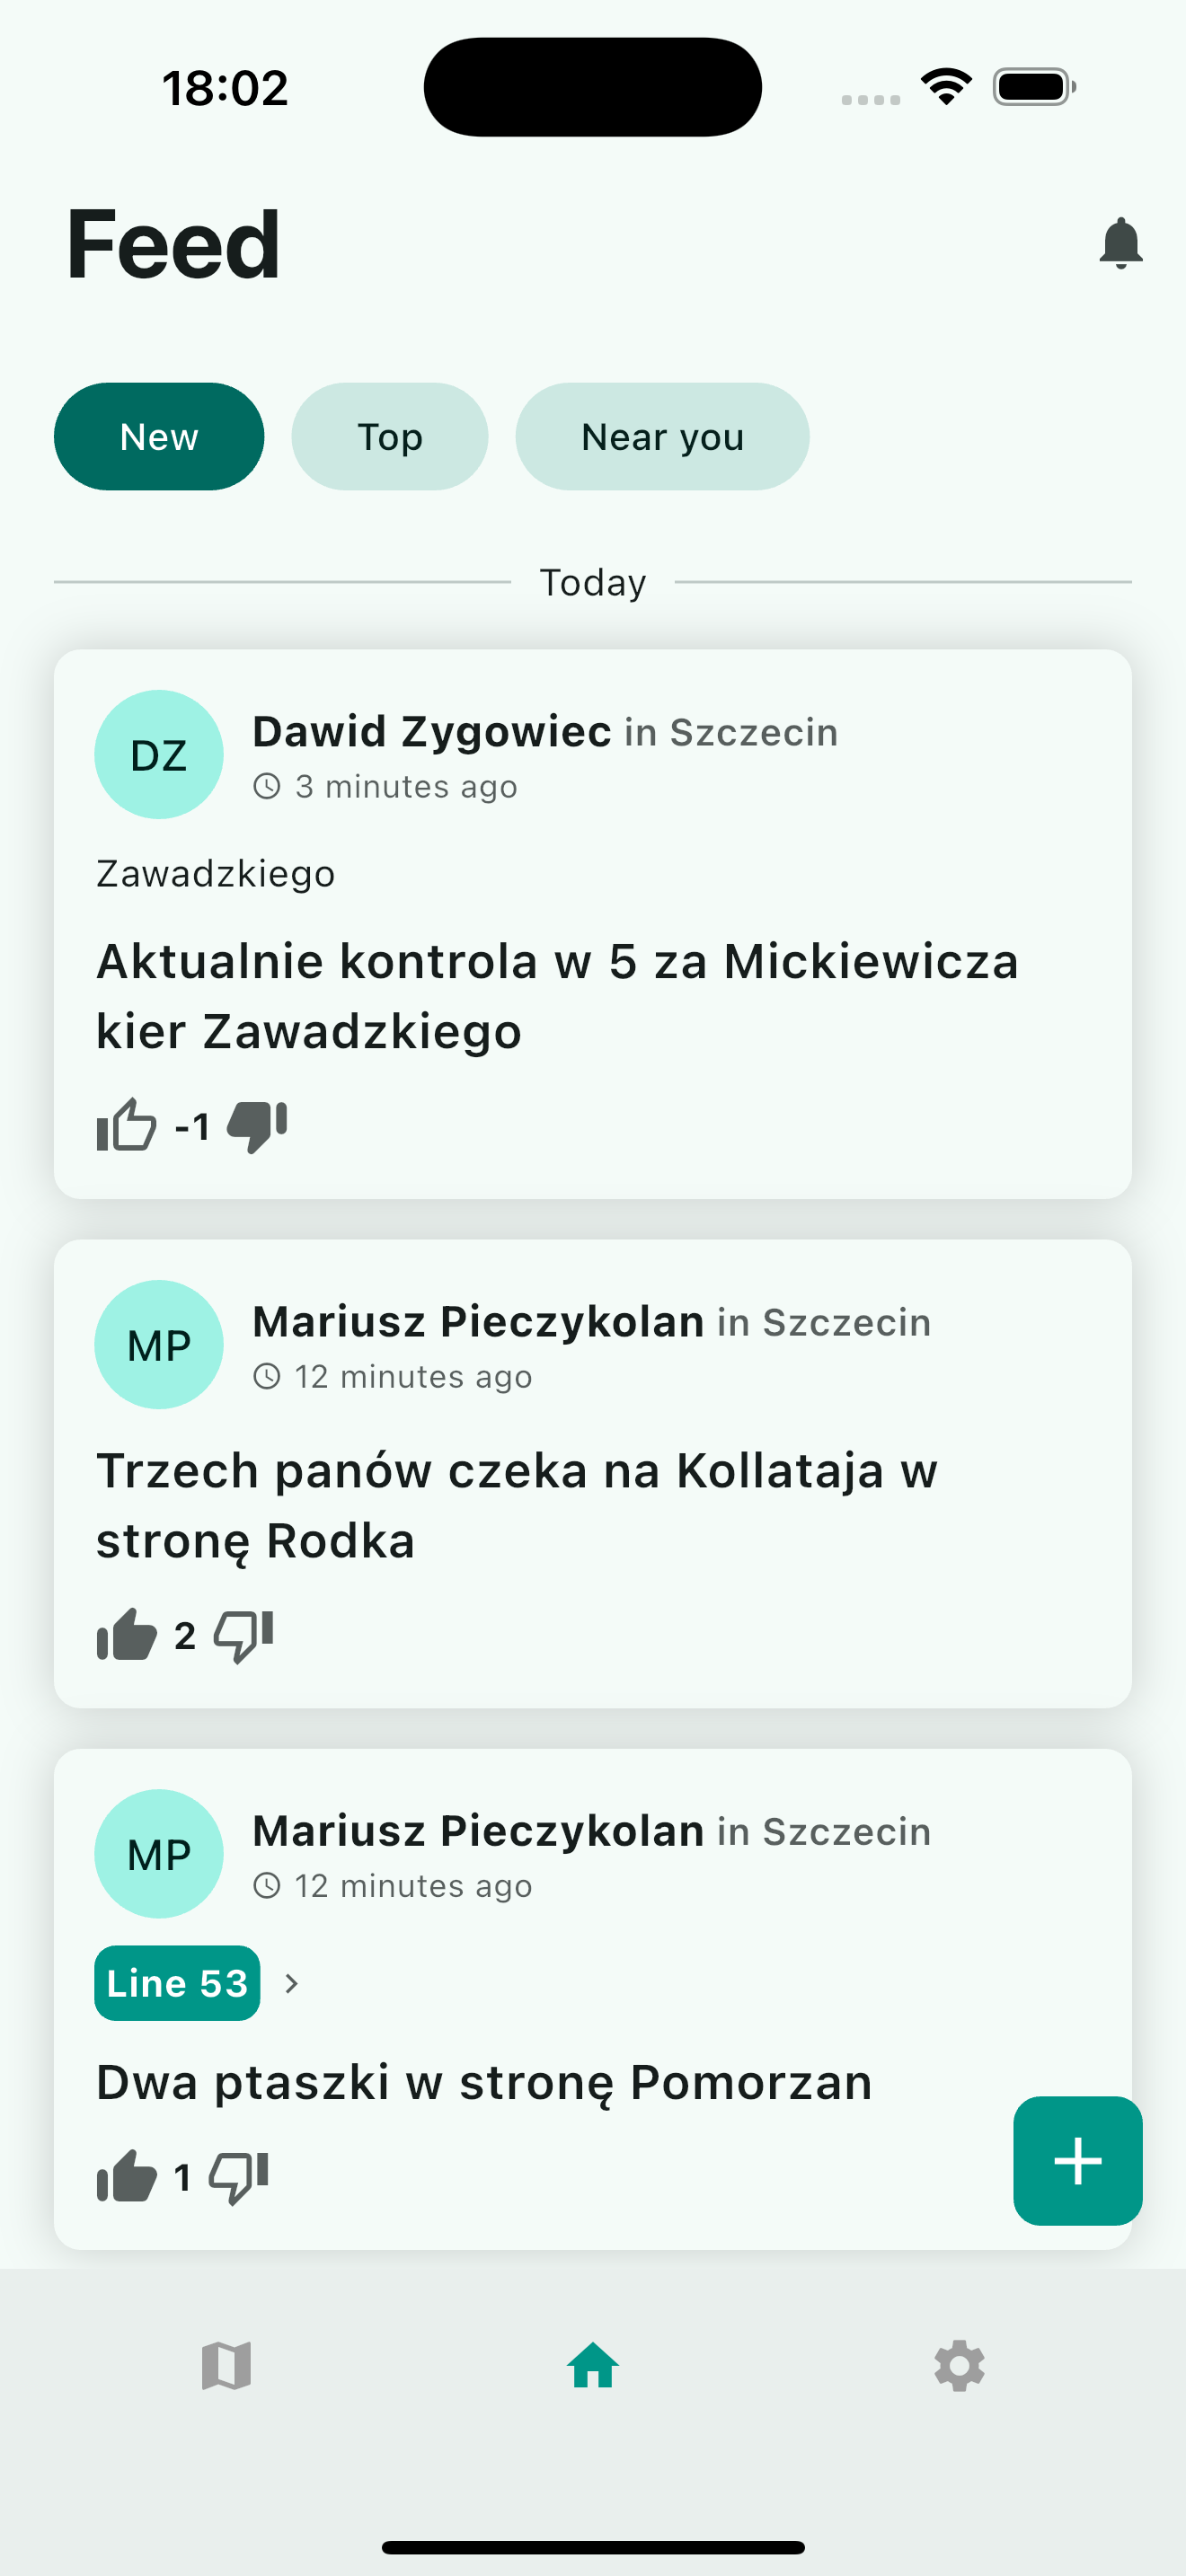 18:02
Feed
New Top Near you
Today
DZ
Dawid Zygowiec in Szczecin
3 minutes ago
Zawadzkiego
Aktualnie kontrola w 5 za Mickiewicza
kier Zawadzkiego
-1
MP
Mariusz Pieczykolan in Szczecin
12 minutes ago
Trzech panów czeka na Kollataja w
stronę Rodka
2
MP
Mariusz Pieczykolan in Szczecin
12 minutes ago
Line 53
Dwa ptaszki w stronę Pomorzan
1